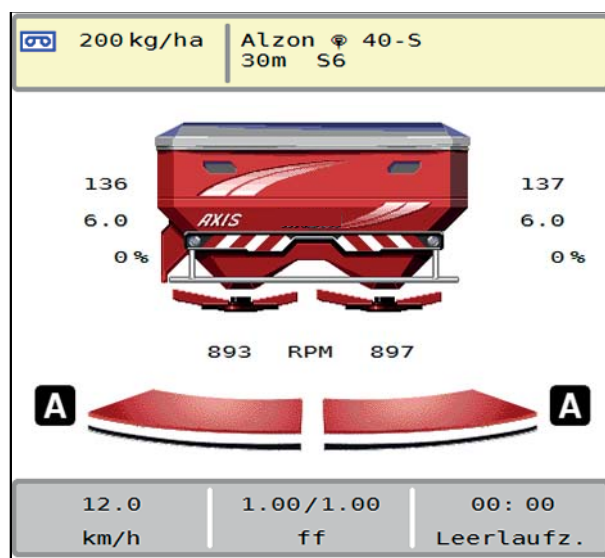 200 kg/ha
Alzon 40-S
30m S6
136 137
6.0 6.0
AXIS
0 % 0 %
893 RPM 897
A A
12.0 1.00/1.00 00: 00
km/h ff Leerlaufz.